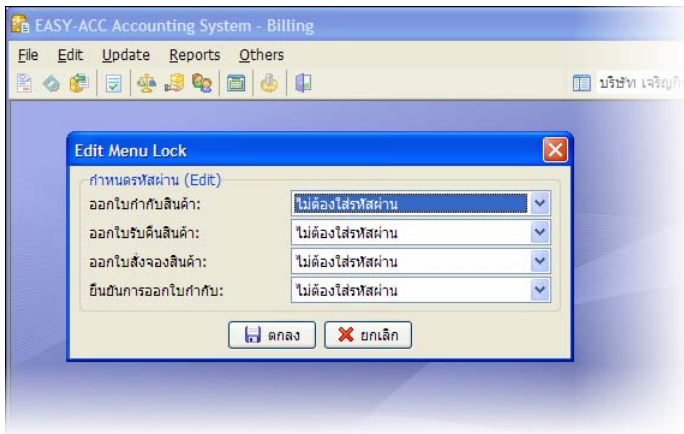 EASY-ACC Accounting System - Billing
File Edit Update Reports Others
บริษัท
Edit Menu Lock
กำหนดรหัสผ่าน (Edit)
ออกใบกำกับสินค้า: ไม่ต้องใส่รหัสผ่าน
ออกใบรับคืนสินค้า: ไม่ต้องใส่รหัสผ่าน
ออกใบสั่งจองสินค้า: ไม่ต้องใส่รหัสผ่าน
ยืนยันการออกใบกำกับ: ไม่ต้องใส่รหัสผ่าน
ตกลง ยกเลิก